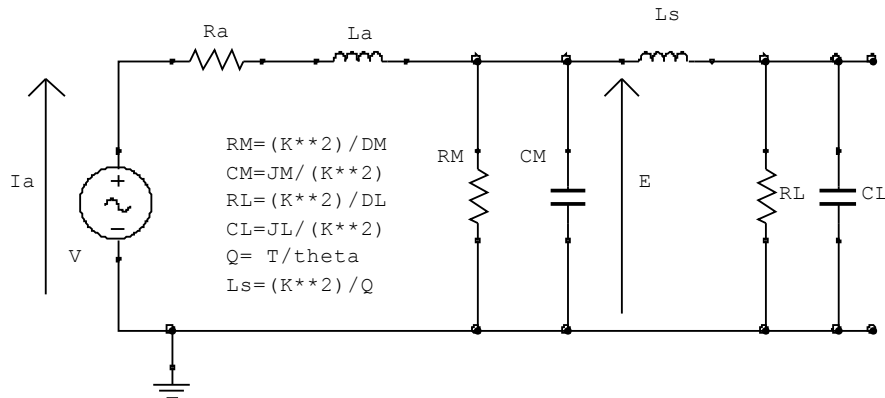 Ls
Ra
La
RM=(K**2)/DM
CM=JM/(K**2)
RL=(K**2)/DL
CL=JL/(K**2)
Q= T/theta
Ls=(K**2)/Q
RM
CM
Ia
E
RL
CL
V